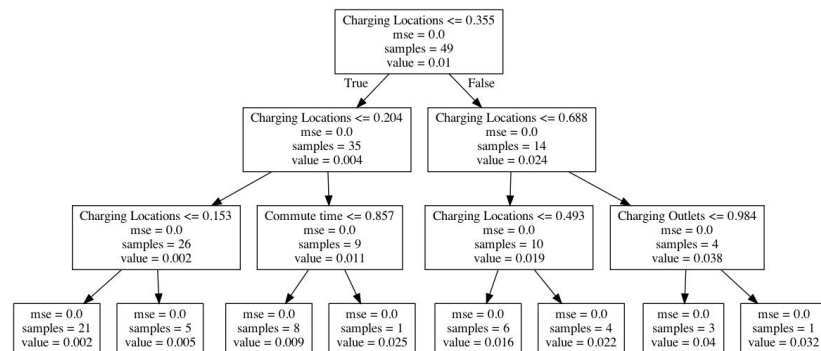 Charging Locations <= 0.355
mse = 0.0
samples = 49
value = 0.01
True
False
Charging Locations <= 0.204
mse = 0.0
samples = 35
value = 0.004
Charging Locations <= 0.688
mse = 0.0
samples = 14
value = 0.024
Charging Locations <= 0.153
mse = 0.0
samples = 26
value = 0.002
Commute time <= 0.857
mse = 0.0
samples = 9
value = 0.011
Charging Locations <= 0.493
mse = 0.0
samples = 10
value = 0.019
Charging Outlets <= 0.984
mse = 0.0
samples = 4
value = 0.038
mse = 0.0
samples = 21
value = 0.002
mse = 0.0
samples = 5
value = 0.005
mse = 0.0
samples = 8
value = 0.009
mse = 0.0
samples = 1
value = 0.025
mse = 0.0
samples = 6
value = 0.016
mse = 0.0
samples = 4
value = 0.022
mse = 0.0
samples = 3
value = 0.04
mse = 0.0
samples = 1
value = 0.032